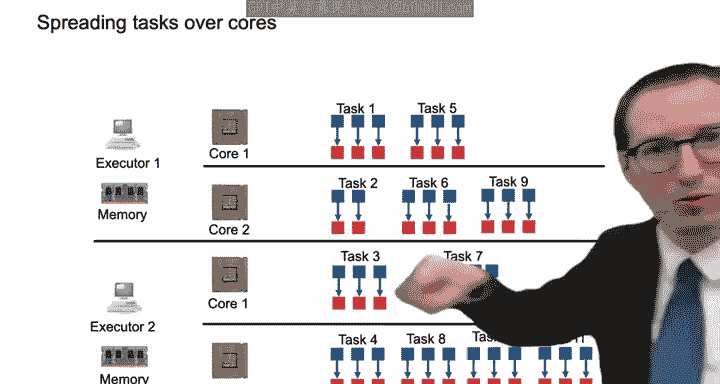 Spreading tasks over cores
Task 1
Task 5
Executor 1
Core 1
Memory
Task 2
Task 6
Task 9
Core 2
Task 3
Task 7
Executor 2
Core 1
Memory
Task 4
Task 8